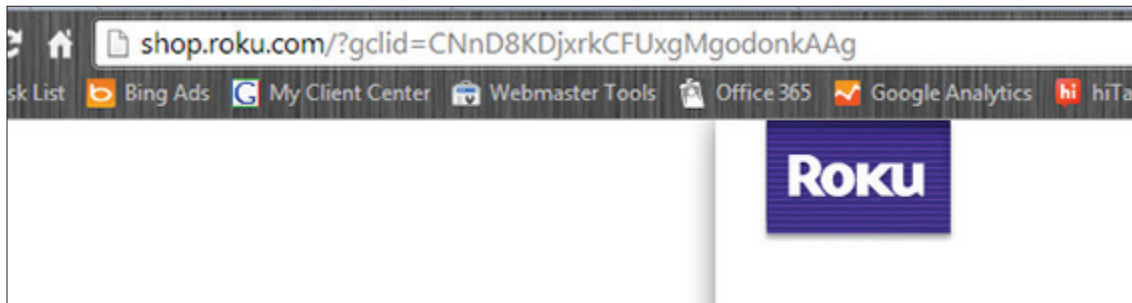 shop.roku.com/?gclid=CNnD8KDjxrkCFUxgMgodonkAAg
sk List Bing Ads G My Client Center Webmaster Tools Office 365 Google Analytics hi hiTa
ROKU